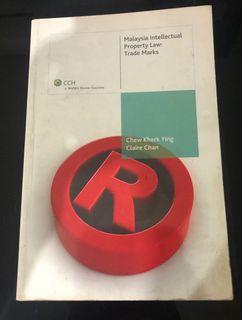 Malaysia Intellectual
Property Law:
Trade Marks
CCH
a Wolters Kluwer business
Chew Kherk Ying
Claire Chan
R